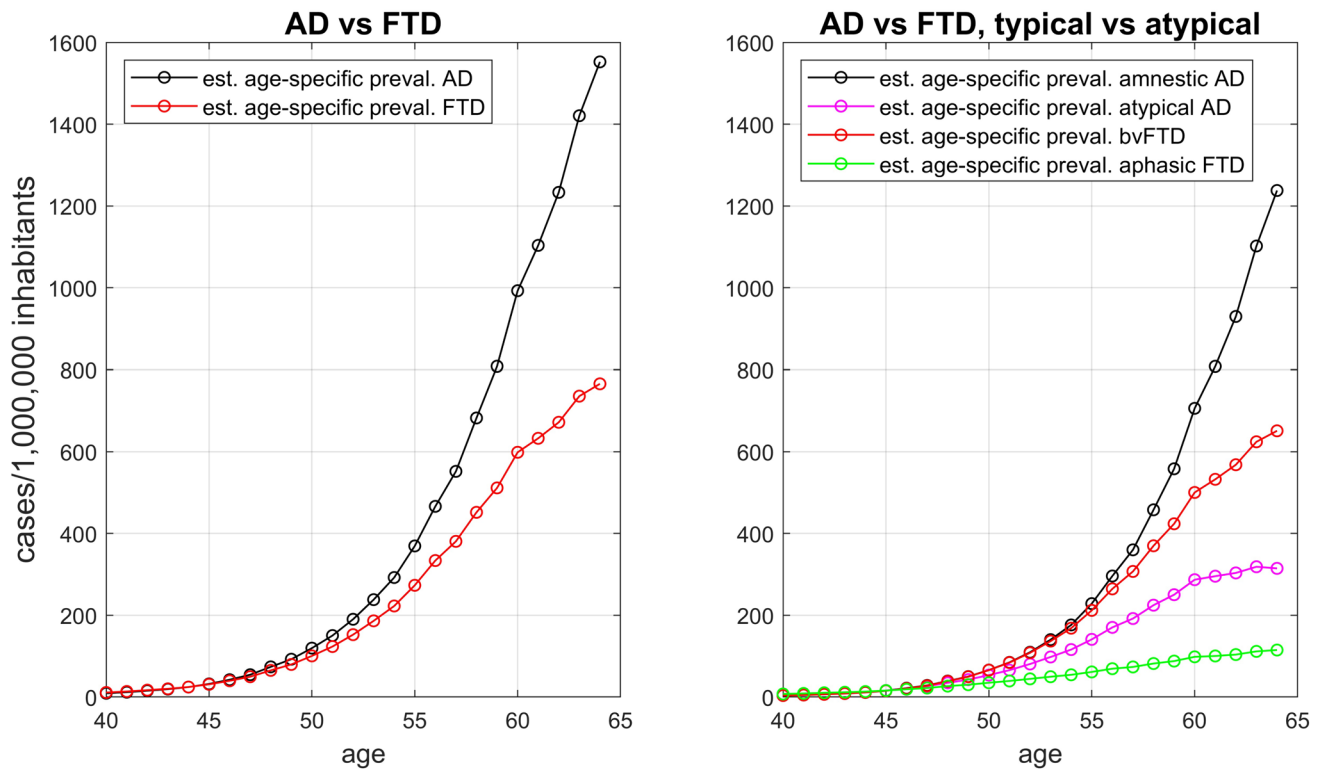 AD vs FTD
1600
1400
1200
1000
800
600
400
200
0
40
45
50
55
60
65
age
cases/1,000,000 inhabitants
est. age-specific preval. AD
est. age-specific preval. FTD
AD vs FTD, typical vs atypical
1600
1400
1200
1000
800
600
400
200
0
40
45
50
55
60
65
age
est. age-specific preval. amnestic AD
est. age-specific preval. atypical AD
est. age-specific preval. bvFTD
est. age-specific preval. aphasic FTD